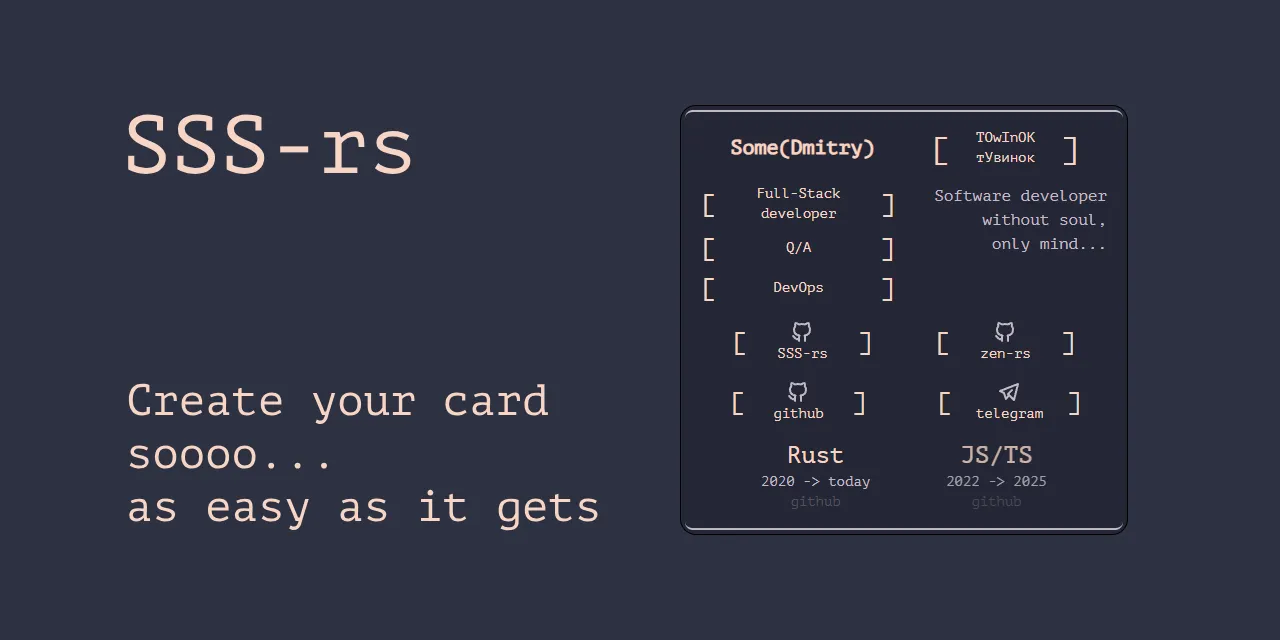 SSS-rs
Create your card
soooo...
as easy as it gets
Some(Dmitry)
[ TOwInOK
тУвинок ]
Software developer
without soul,
only mind...
[ Full-Stack
developer ]
[ Q/A ]
[ DevOps ]
[ SSS-rs ]
[ zen-rs ]
[ github ]
[ telegram ]
Rust
2020 -> today
github
JS/TS
2022 -> 2025
github